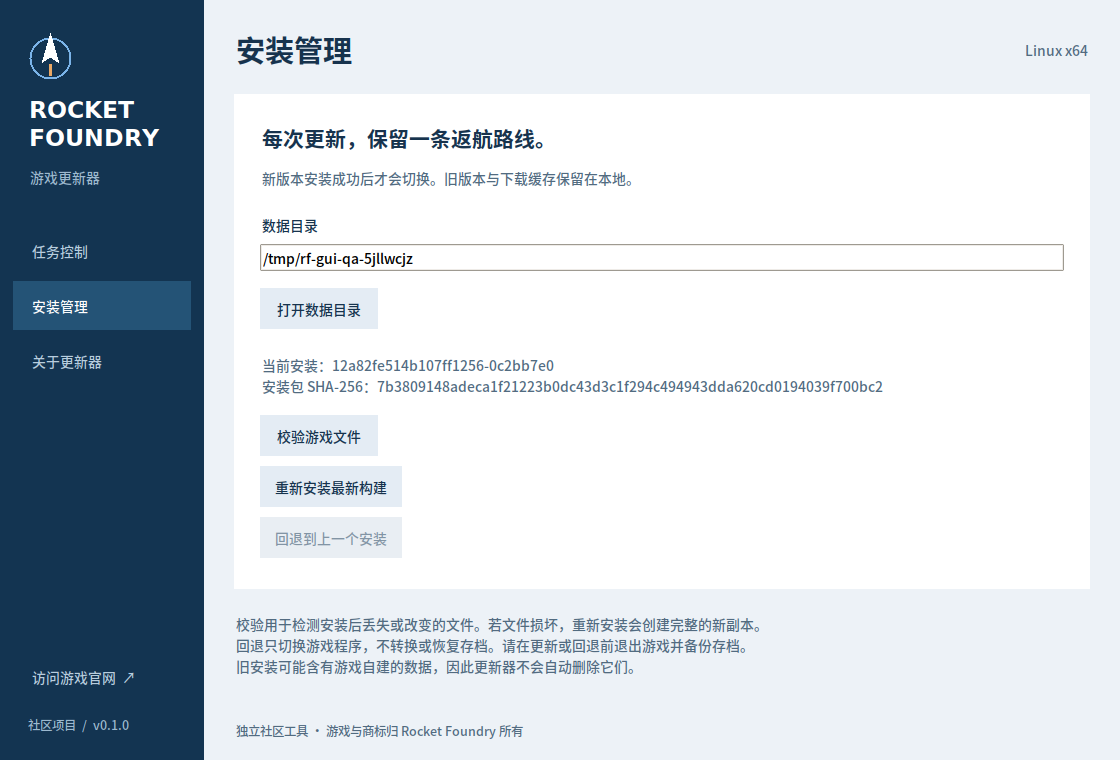 ROCKET
FOUNDRY
游戏更新器
任务控制
安装管理
关于更新器
访问游戏官网 ↗
社区项目 / v0.1.0
安装管理
Linux x64
每次更新，保留一条返航路线。
新版本安装成功后才会切换。旧版本与下载缓存保留在本地。
数据目录
/tmp/rf-gui-qa-5jllwcjz
打开数据目录
当前安装：12a82fe514b107ff1256-0c2bb7e0
安装包 SHA-256：7b3809148adeca1f21223b0dc43d3c1f294c494943dda620cd0194039f700bc2
校验游戏文件
重新安装最新构建
回退到上一个安装
校验用于检测安装后丢失或改变的文件。若文件损坏，重新安装会创建完整的新副本。
回退只切换游戏程序，不转换或恢复存档。请在更新或回退前退出游戏并备份存档。
旧安装可能含有游戏自建的数据，因此更新器不会自动删除它们。
独立社区工具 · 游戏与商标归 Rocket Foundry 所有